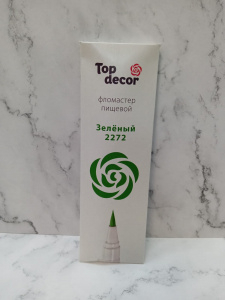 Top
decor
фломастер
пищевой
Зелёный
2272